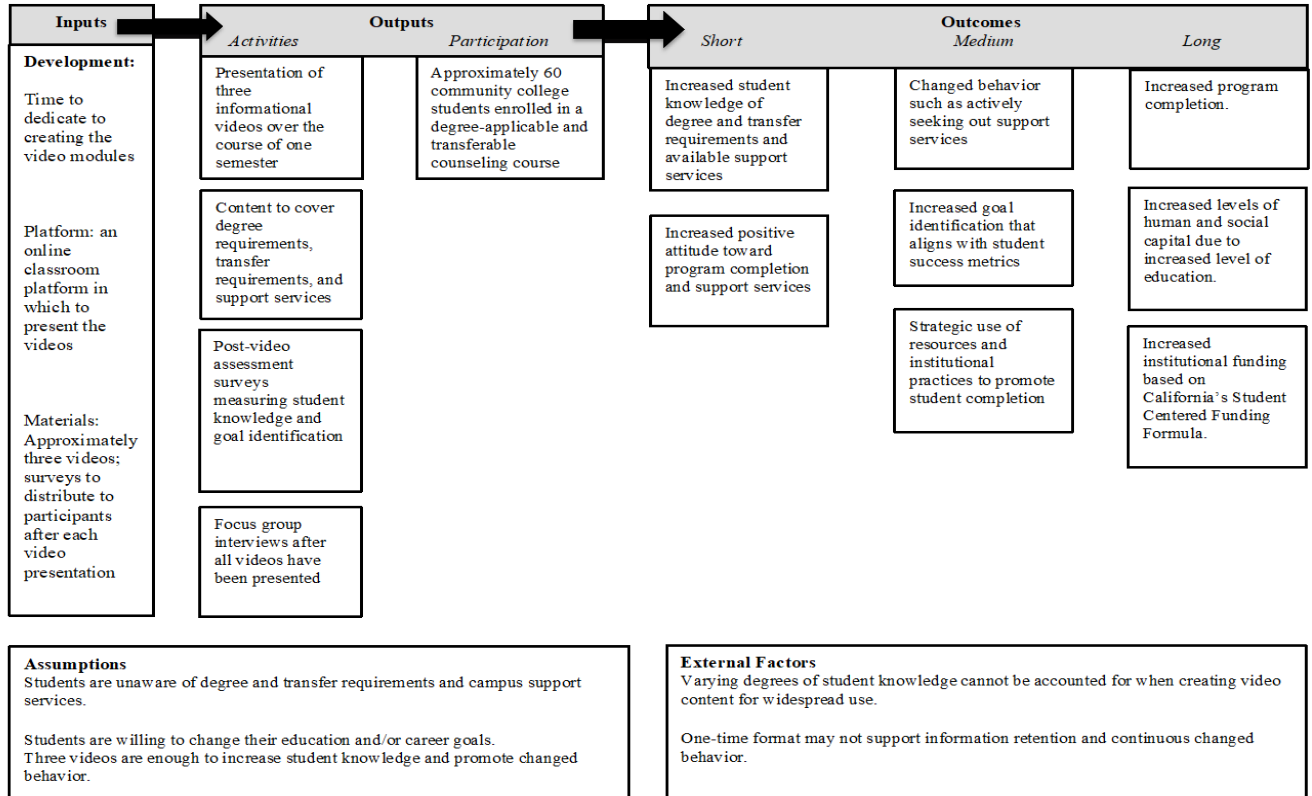 Inputs
Outputs
Activities
Participation
Outcomes
Short
Medium
Long
Development:
Time to
dedicate to
creating the
video modules
Platform: an
online
classroom
platform in
which to
present the
videos
Materials:
Approximately
three videos;
surveys to
distribute to
participants
after each
video
presentation
Presentation of
three
informational
videos over the
course of one
semester
Content to cover
degree
requirements,
transfer
requirements, and
support services
Post-video
assessment
surveys
measuring student
knowledge and
goal identification
Focus group
interviews after
all videos have
been presented
Approximately 60
community college
students enrolled in a
degree-applicable and
transferable
counseling course
Increased student
knowledge of
degree and transfer
requirements and
available support
services
Increased positive
attitude toward
program completion
and support services
Changed behavior
such as actively
seeking out support
services
Increased goal
identification that
aligns with student
success metrics
Strategic use of
resources and
institutional
practices to promote
student completion
Increased program
completion.
Increased levels of
human and social
capital due to
increased level of
education.
Increased
institutional funding
based on
California’s Student
Centered Funding
Formula.
Assumptions
Students are unaware of degree and transfer requirements and campus support
services.
Students are willing to change their education and/or career goals.
Three videos are enough to increase student knowledge and promote changed
behavior.
External Factors
Varying degrees of student knowledge cannot be accounted for when creating video
content for widespread use.
One-time format may not support information retention and continuous changed
behavior.